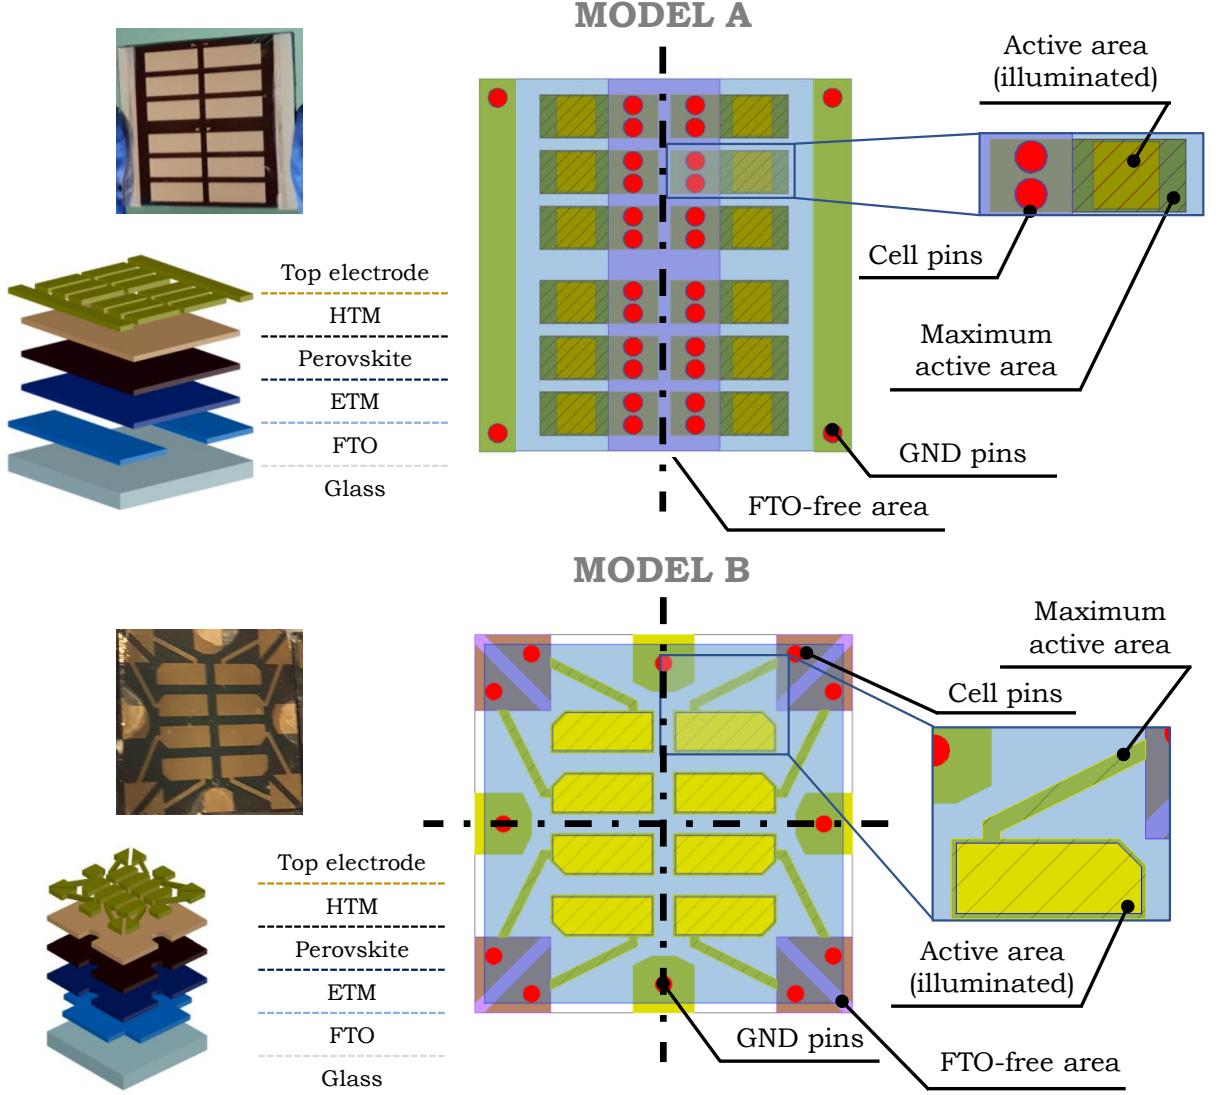 MODEL A
Active area
(illuminated)
Cell pins
Maximum
active area
GND pins
FTO-free area
Top electrode
HTM
Perovskite
ETM
FTO
Glass
MODEL B
Maximum
active area
Cell pins
Active area
(illuminated)
GND pins
FTO-free area
Top electrode
HTM
Perovskite
ETM
FTO
Glass